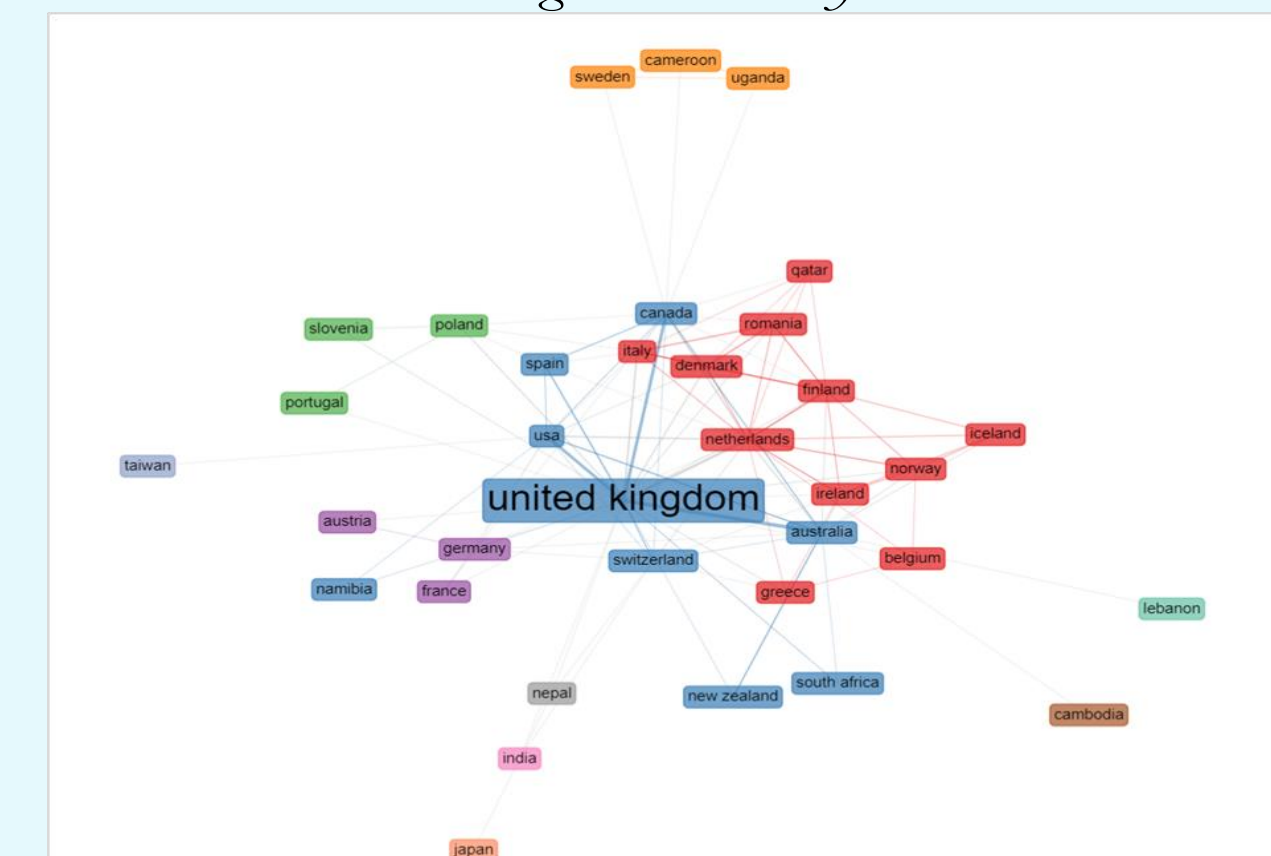 cameroon
sweden
uganda
qatar
canada
romania
slovenia
poland
italy
denmark
spain
finland
portugal
usa
netherlands
iceland
taiwan
norway
united kingdom
ireland
austria
australia
germany
switzerland
belgium
namibia
france
greece
lebanon
nepal
new zealand
south africa
cambodia
india
japan